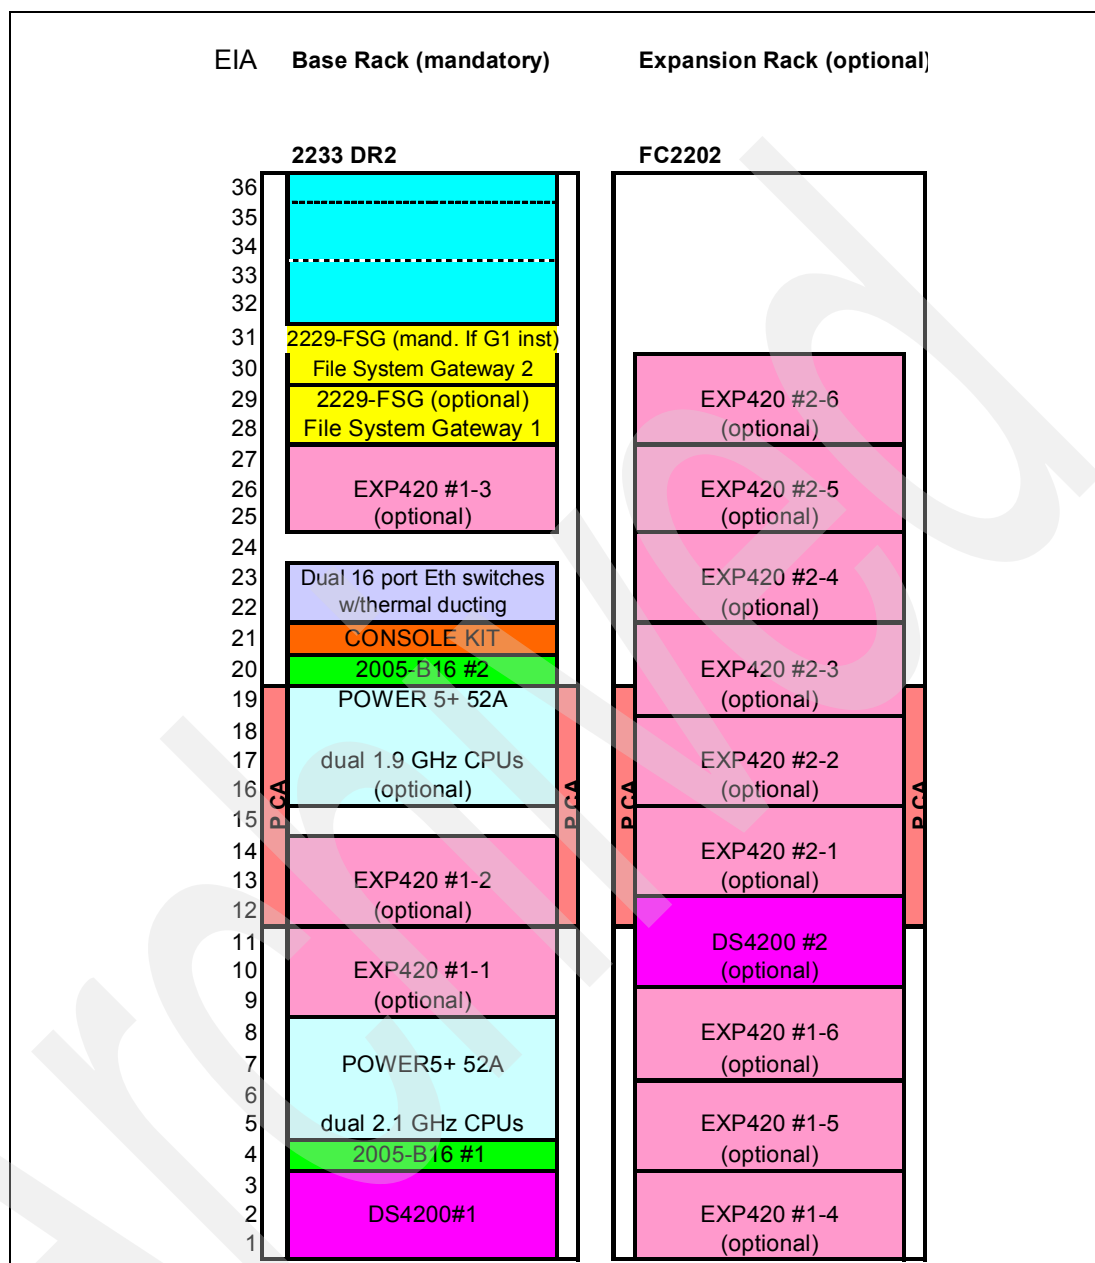 EIA Base Rack (mandatory) Expansion Rack (optional)
2233 DR2 FC2202
36
35
34
33
32
31 2229-FSG (mand. If G1 inst)
30 File System Gateway 2
29 2229-FSG (optional) EXP420 #2-6
28 File System Gateway 1 (optional)
27
26 EXP420 #1-3 EXP420 #2-5
25 (optional) (optional)
24
23 Dual 16 port Eth switches EXP420 #2-4
22 w/thermal ducting (optional)
21 CONSOLE KIT
20 2005-B16 #2 EXP420 #2-3
19 POWER 5+ 52A (optional)
18
17 dual 1.9 GHz CPUs EXP420 #2-2
16 (optional) (optional)
PCA PCA PCA PCA
15
14 EXP420 #2-1
13 EXP420 #1-2 (optional)
12 (optional)
11 DS4200 #2
10 EXP420 #1-1 (optional)
9 (optional)
8 EXP420 #1-6
7 POWER5+ 52A (optional)
6
5 dual 2.1 GHz CPUs EXP420 #1-5
4 2005-B16 #1 (optional)
3
2 DS4200#1 EXP420 #1-4
1 (optional)
Archived